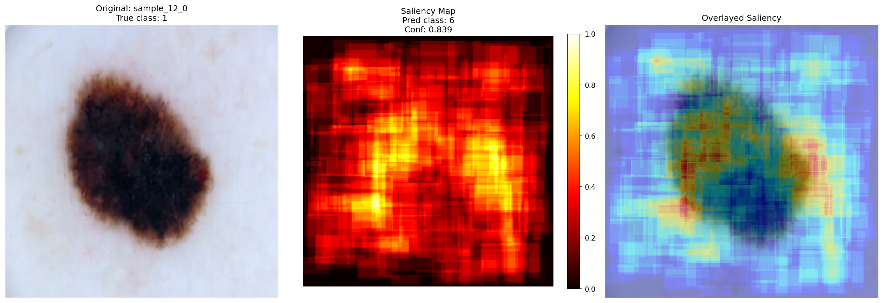 Original: sample_12_0
True class: 1
Saliency Map
Pred class: 6
Conf: 0.839
1.0
0.8
0.6
0.4
0.2
0.0
Overlayed Saliency